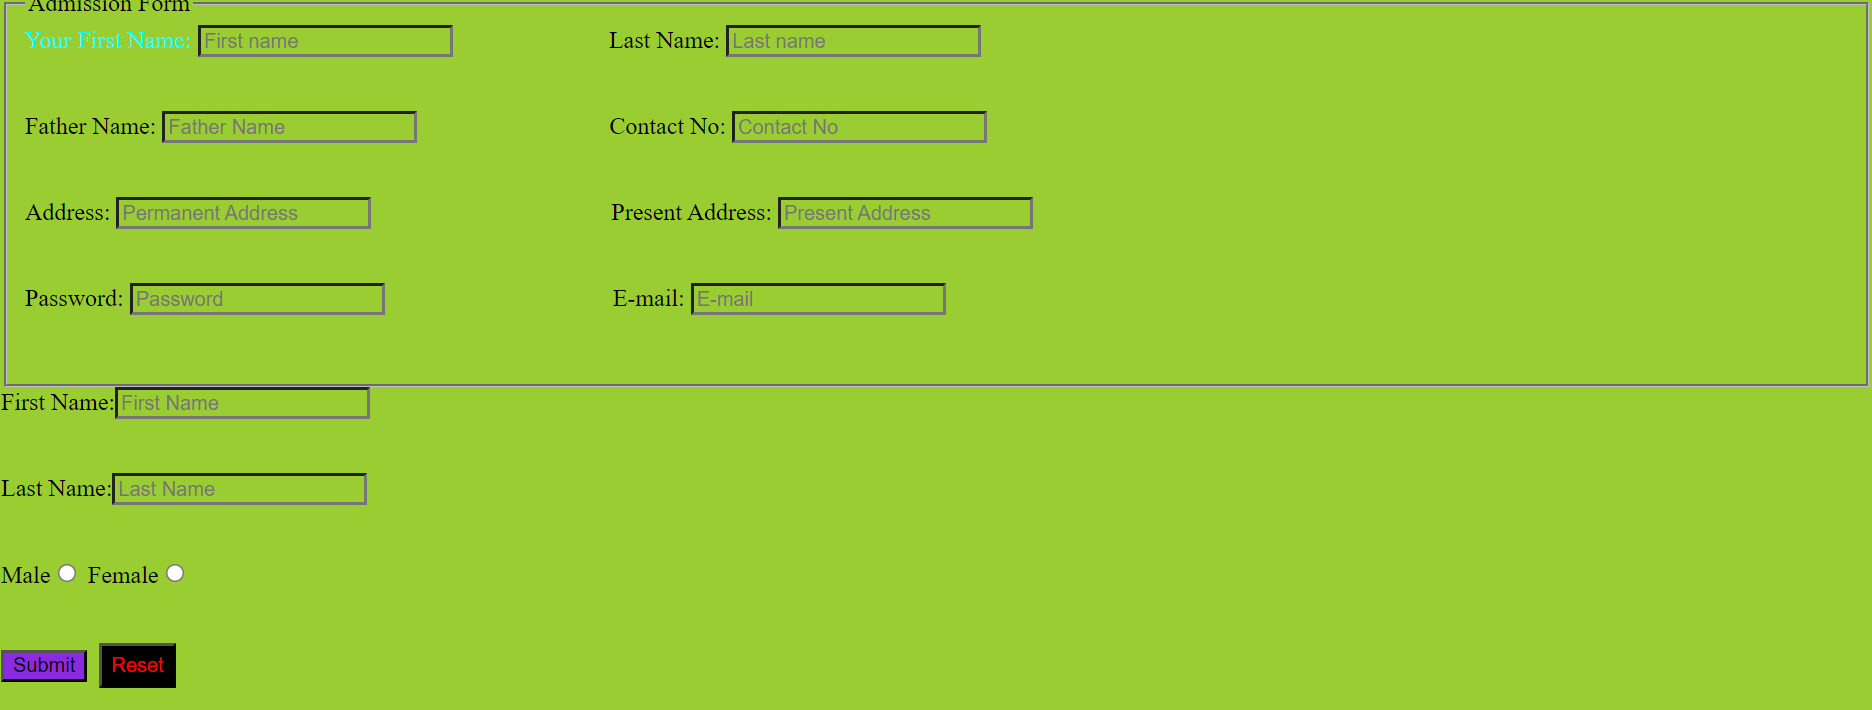 Admission Form
Your First Name: First name Last Name: Last name
Father Name: Father Name Contact No: Contact No
Address: Permanent Address Present Address: Present Address
Password: Password E-mail: E-mail
First Name: First Name
Last Name: Last Name
Male Female
Submit Reset